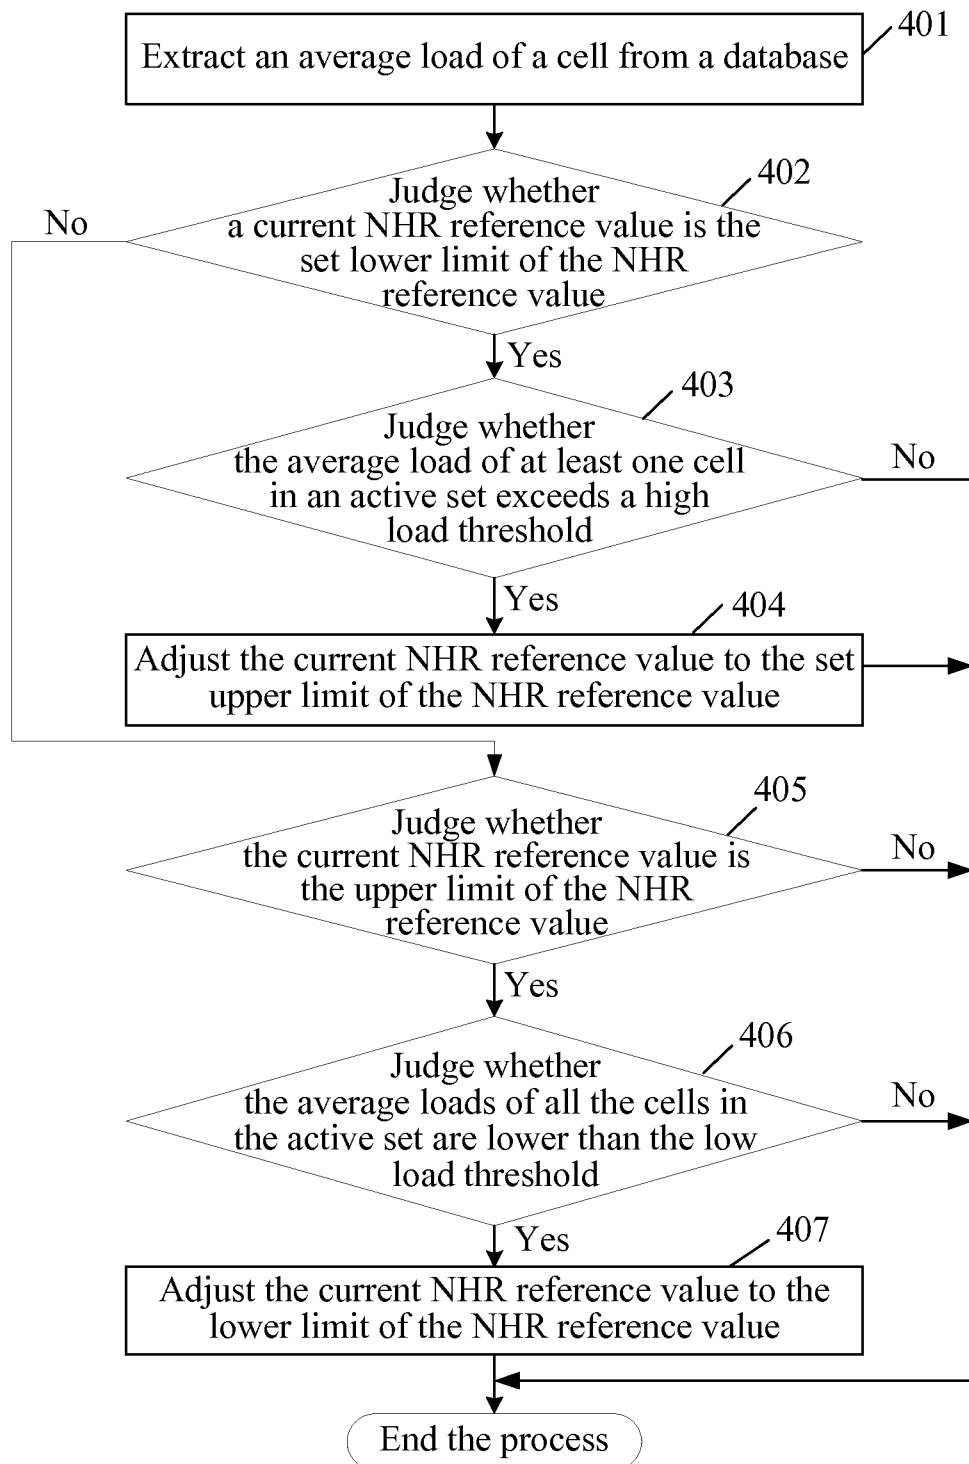 401
Extract an average load of a cell from a database
402
Judge whether
a current NHR reference value is the
set lower limit of the NHR
reference value
No
Yes
403
Judge whether
the average load of at least one cell
in an active set exceeds a high
load threshold
No
Yes
404
Adjust the current NHR reference value to the set
upper limit of the NHR reference value
405
Judge whether
the current NHR reference value is
the upper limit of the NHR
reference value
No
Yes
406
Judge whether
the average loads of all the cells in
the active set are lower than the low
load threshold
No
Yes
407
Adjust the current NHR reference value to the
lower limit of the NHR reference value
End the process